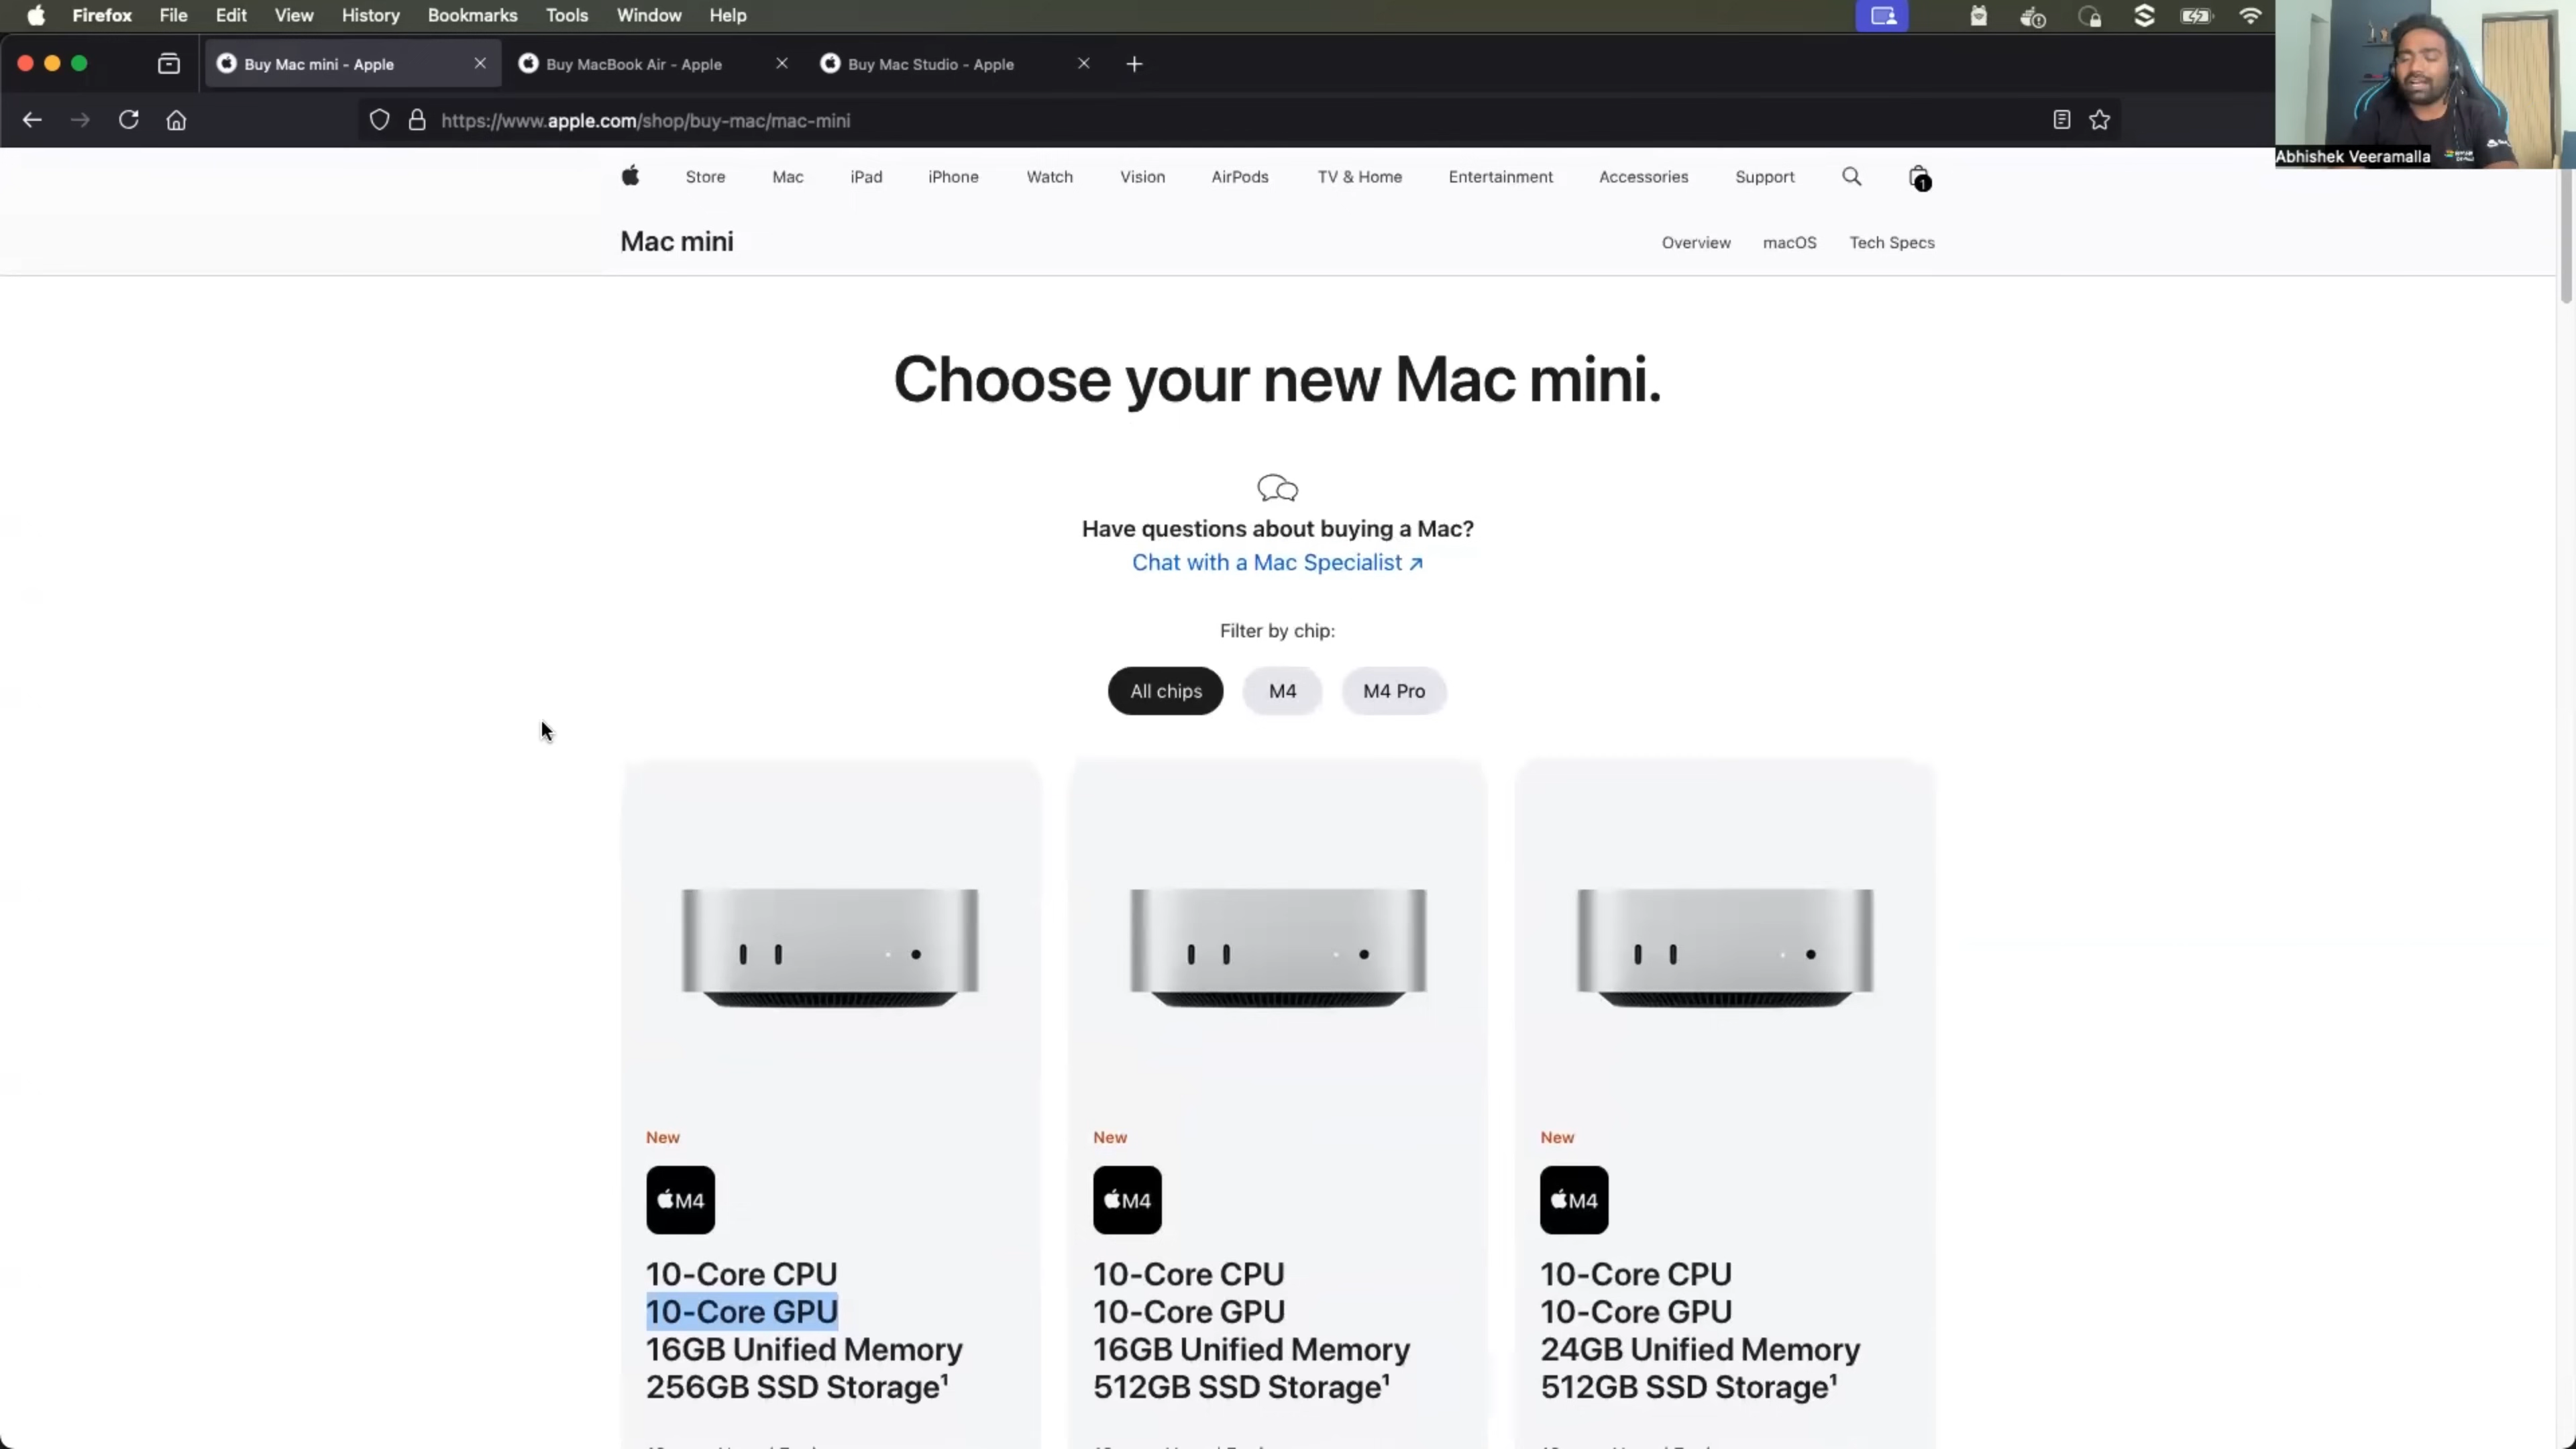 Firefox File Edit View History Bookmarks Tools Window Help
Buy Mac mini - Apple
Buy MacBook Air - Apple
Buy Mac Studio - Apple
https://www.apple.com/shop/buy-mac/mac-mini
Abhishek Veeramalla
Store Mac iPad iPhone Watch Vision AirPods TV & Home Entertainment Accessories Support 1
Mac mini
Overview macOS Tech Specs
Choose your new Mac mini.
Have questions about buying a Mac?
Chat with a Mac Specialist ↗
Filter by chip:
All chips M4 M4 Pro
New
M4
10-Core CPU
10-Core GPU
16GB Unified Memory
256GB SSD Storage¹
New
M4
10-Core CPU
10-Core GPU
16GB Unified Memory
512GB SSD Storage¹
New
M4
10-Core CPU
10-Core GPU
24GB Unified Memory
512GB SSD Storage¹